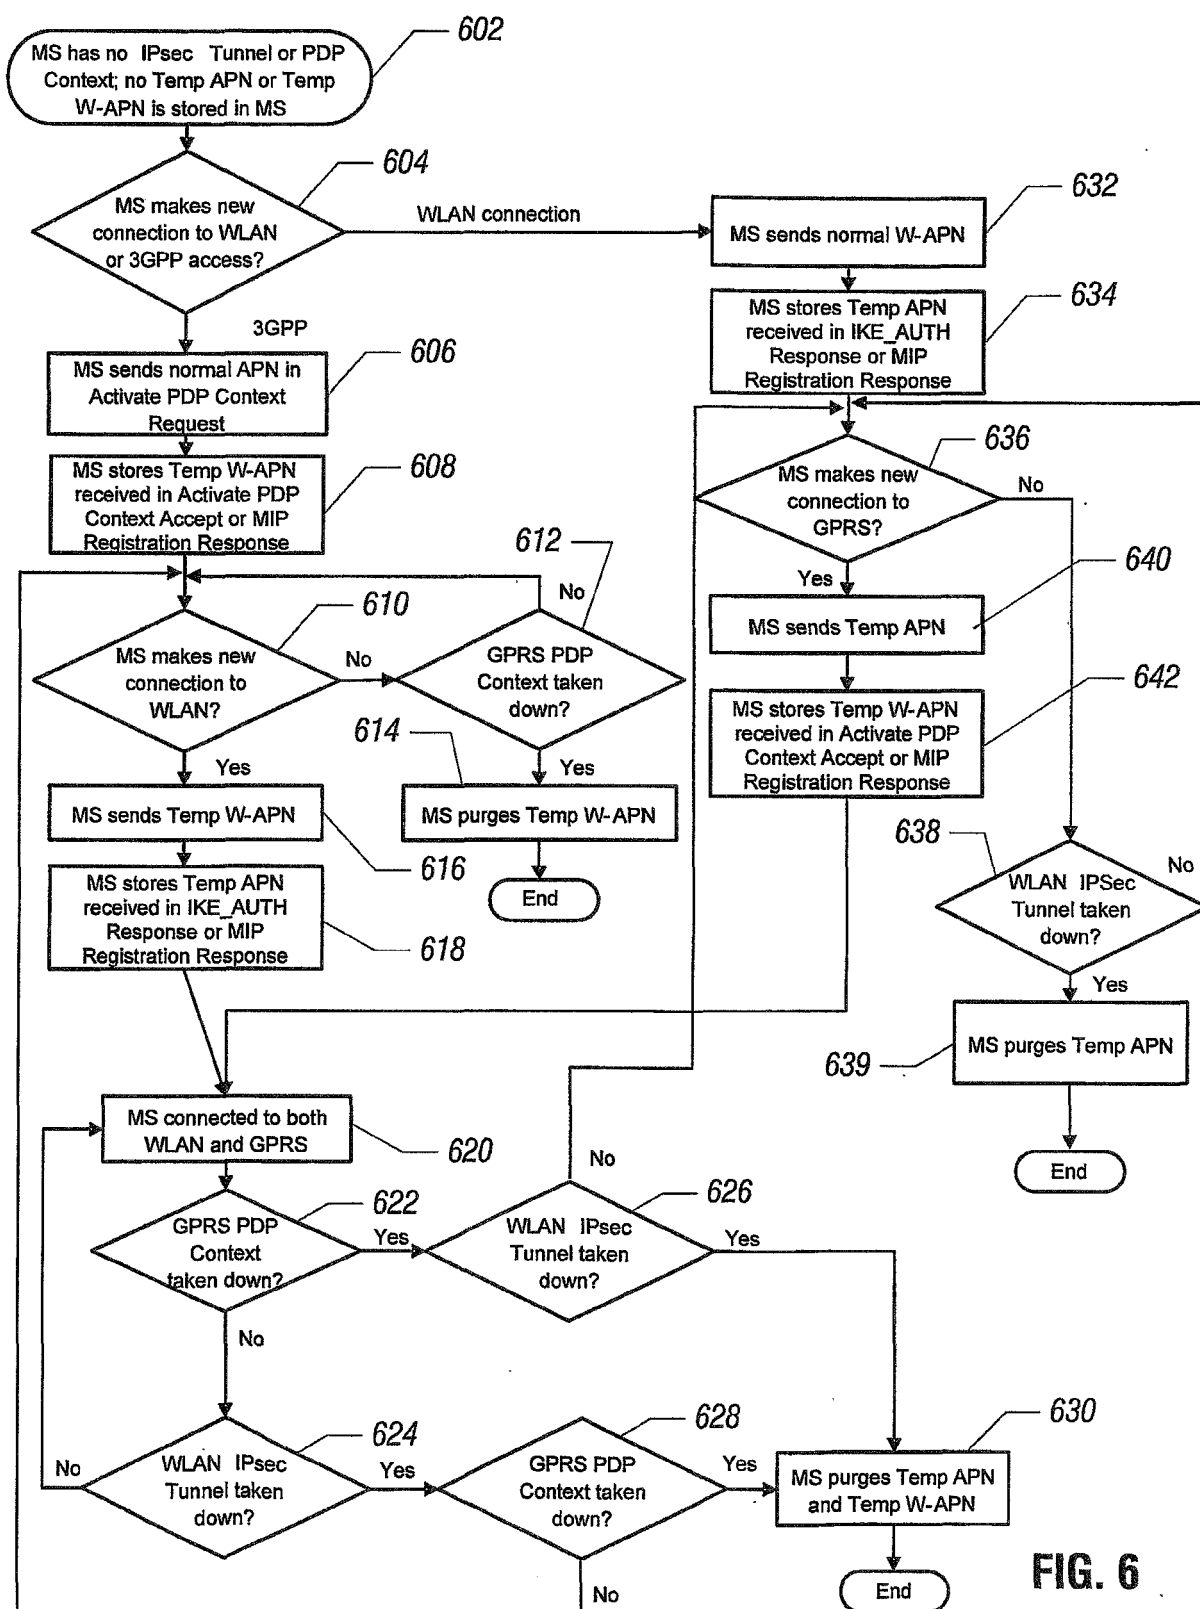 602
MS has no IPsec Tunnel or PDP
Context; no Temp APN or Temp
W-APN is stored in MS
604
MS makes new
connection to WLAN
or 3GPP access?
WLAN connection
3GPP
606
MS sends normal APN in
Activate PDP Context
Request
608
MS stores Temp W-APN
received in Activate PDP
Context Accept or MIP
Registration Response
610
MS makes new
connection to
WLAN?
No
Yes
612
No
GPRS PDP
Context taken
down?
Yes
614
MS purges Temp W-APN
End
MS sends Temp W-APN
616
MS stores Temp APN
received in IKE_AUTH
Response or MIP
Registration Response
618
632
MS sends normal W-APN
634
MS stores Temp APN
received in IKE_AUTH
Response or MIP
Registration Response
636
MS makes new
connection to
GPRS?
No
Yes
640
MS sends Temp APN
642
MS stores Temp W-APN
received in Activate PDP
Context Accept or MIP
Registration Response
638
No
WLAN IPSec
Tunnel taken
down?
Yes
639
MS purges Temp APN
End
MS connected to both
WLAN and GPRS
620
622
GPRS PDP
Context
taken down?
Yes
No
626
No
WLAN IPsec
Tunnel taken
down?
Yes
624
No
WLAN IPsec
Tunnel taken
down?
Yes
628
GPRS PDP
Context taken
down?
Yes
No
630
MS purges Temp APN
and Temp W-APN
End
FIG. 6